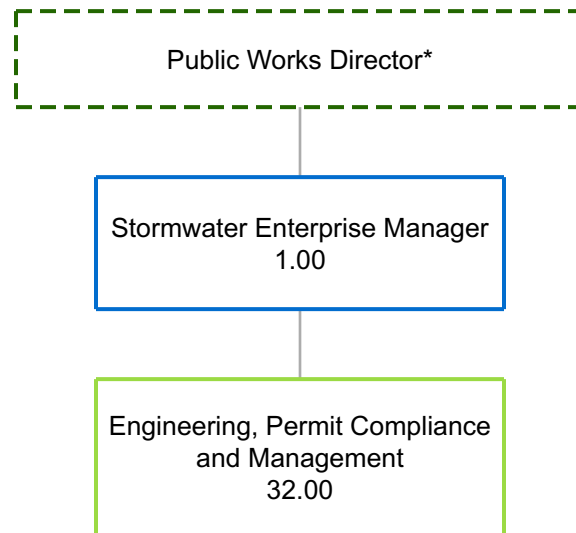 Public Works Director*
Stormwater Enterprise Manager
1.00
Engineering, Permit Compliance
and Management
32.00